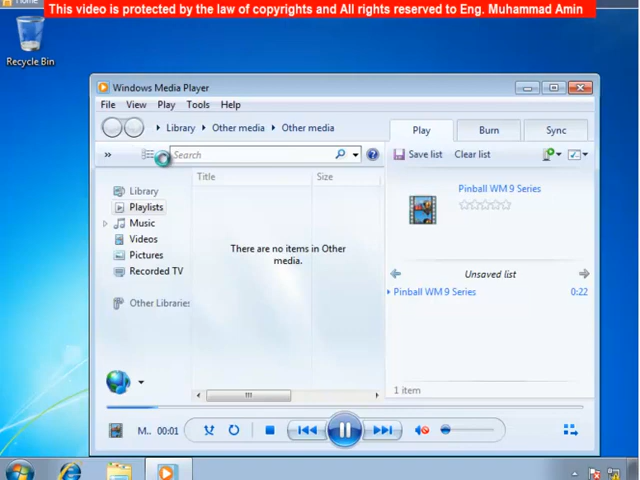 Home
This video is protected by the law of copyrights and All rights reserved to Eng. Muhammad Amin
Recycle Bin
Windows Media Player
File View Play Tools Help
Library Other media Other media
Play Burn Sync
» Search
Save list Clear list
Title Size
Pinball WM 9 Series
Library
Playlists
Music
Videos
Pictures
Recorded TV
Other Libraries
There are no items in Other
media.
Unsaved list
Pinball WM 9 Series 0:22
1 item
M.. 00:01